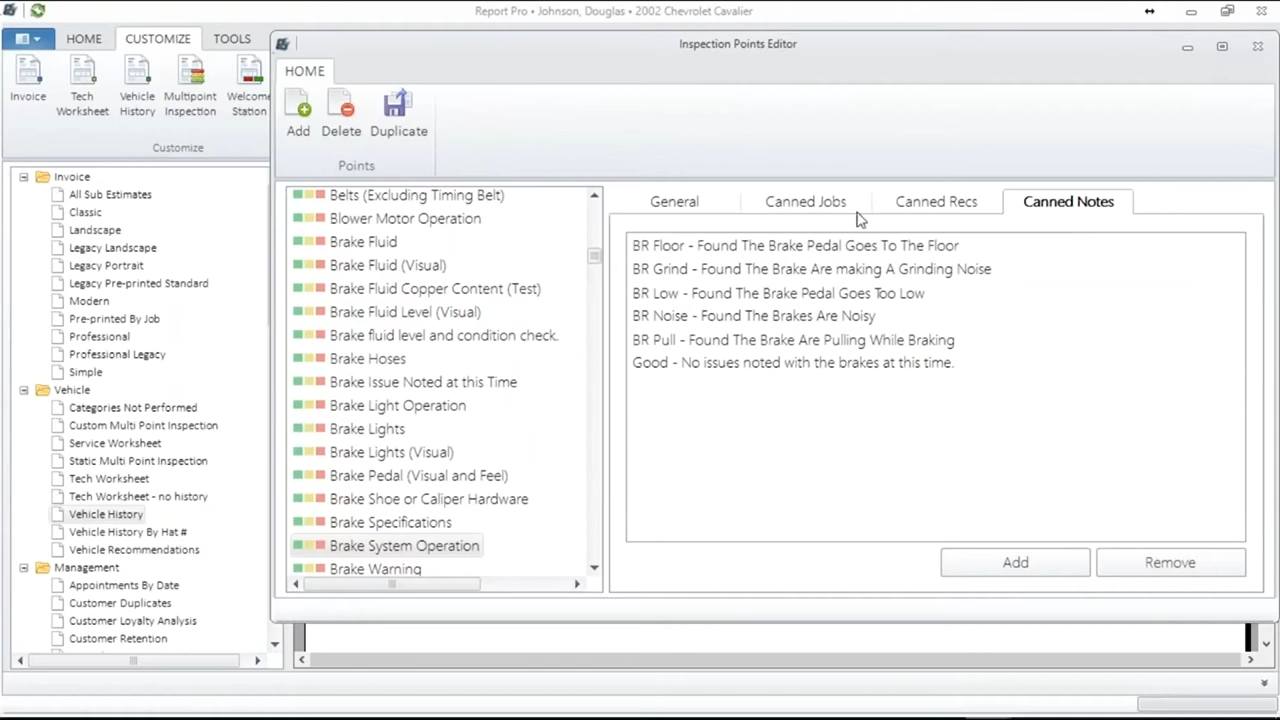 Report Pro • Johnson, Douglas • 2002 Chevrolet Cavalier
HOME
CUSTOMIZE
TOOLS
Invoice
Tech Worksheet
Vehicle History
Multipoint Inspection
Welcome Station
Customize
Invoice
All Sub Estimates
Classic
Landscape
Legacy Landscape
Legacy Portrait
Legacy Pre-printed Standard
Modern
Pre-printed By Job
Professional
Professional Legacy
Simple
Vehicle
Categories Not Performed
Custom Multi Point Inspection
Service Worksheet
Static Multi Point Inspection
Tech Worksheet
Tech Worksheet - no history
Vehicle History
Vehicle History By Hat #
Vehicle Recommendations
Management
Appointments By Date
Customer Duplicates
Customer Loyalty Analysis
Customer Retention
Inspection Points Editor
HOME
Add
Delete
Duplicate
Points
Belts (Excluding Timing Belt)
Blower Motor Operation
Brake Fluid
Brake Fluid (Visual)
Brake Fluid Copper Content (Test)
Brake Fluid Level (Visual)
Brake fluid level and condition check.
Brake Hoses
Brake Issue Noted at this Time
Brake Light Operation
Brake Lights
Brake Lights (Visual)
Brake Pedal (Visual and Feel)
Brake Shoe or Caliper Hardware
Brake Specifications
Brake System Operation
Brake Warning
General
Canned Jobs
Canned Recs
Canned Notes
BR Floor - Found The Brake Pedal Goes To The Floor
BR Grind - Found The Brake Are making A Grinding Noise
BR Low - Found The Brake Pedal Goes Too Low
BR Noise - Found The Brakes Are Noisy
BR Pull - Found The Brake Are Pulling While Braking
Good - No issues noted with the brakes at this time.
Add
Remove